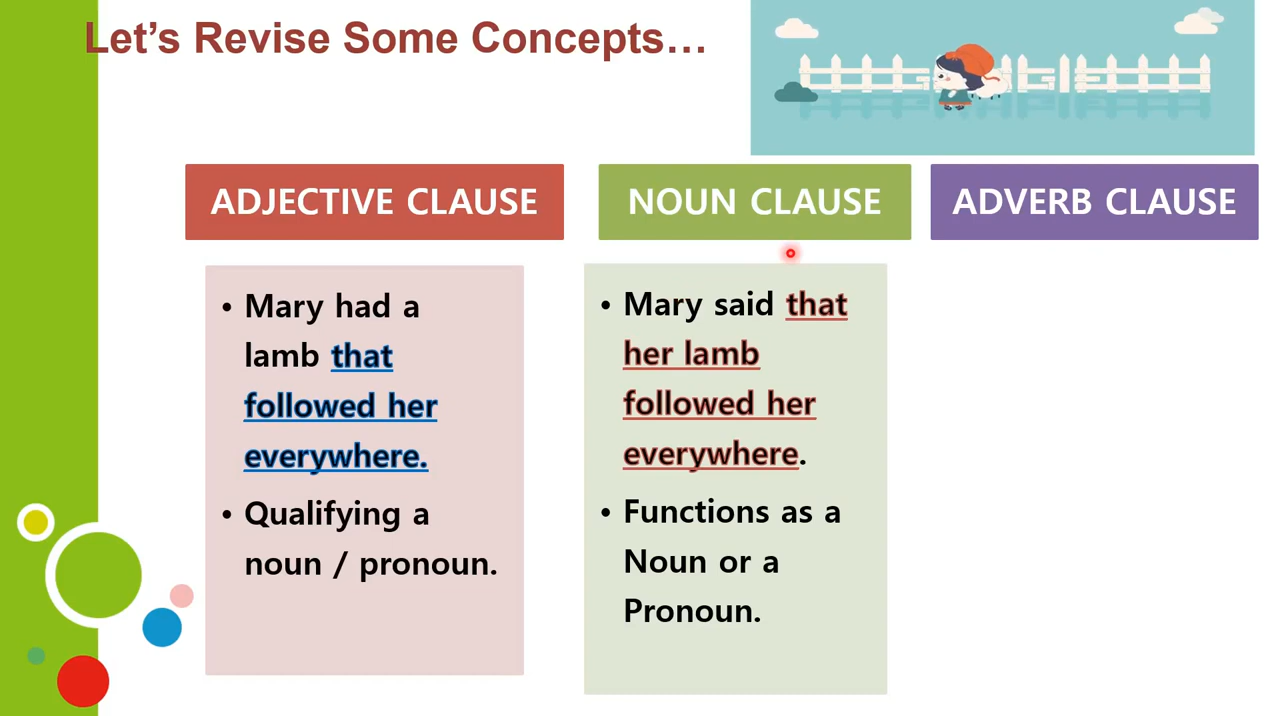 Let's Revise Some Concepts…
ADJECTIVE CLAUSE
NOUN CLAUSE
ADVERB CLAUSE
• Mary had a
lamb that
followed her
everywhere.
• Qualifying a
noun / pronoun.
• Mary said that
her lamb
followed her
everywhere.
• Functions as a
Noun or a
Pronoun.